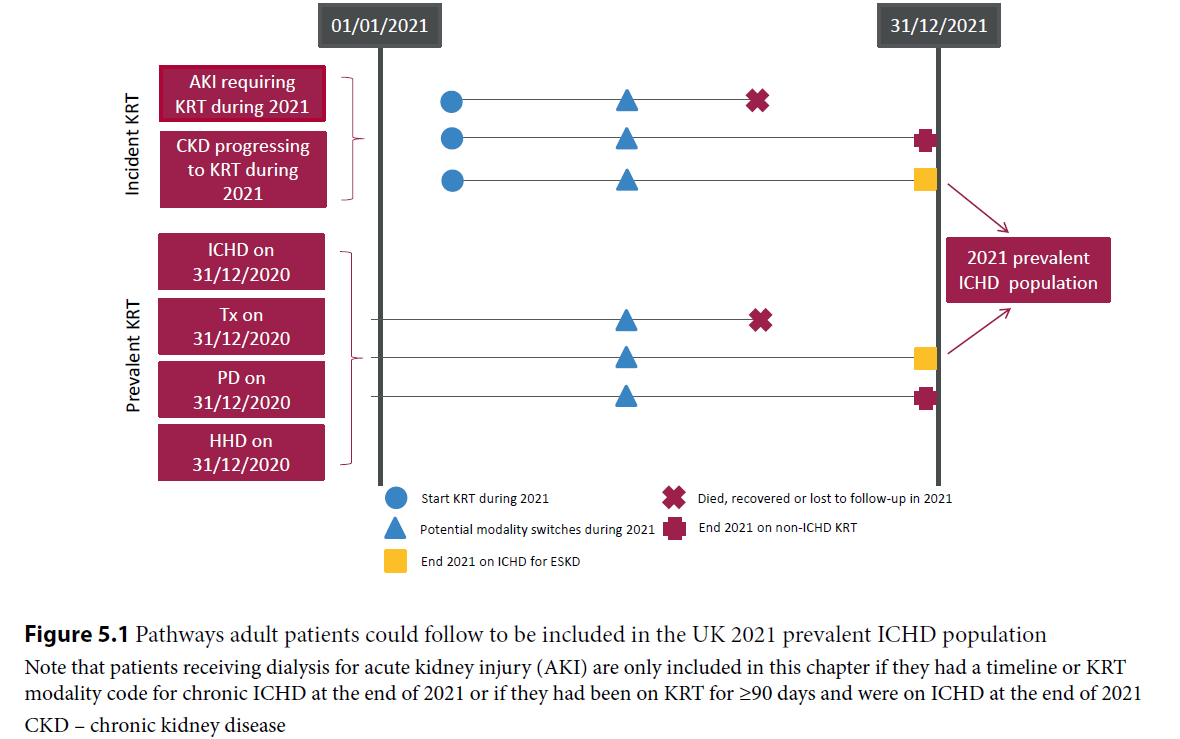 01/01/2021
31/12/2021
Incident KRT
AKI requiring
KRT during 2021
CKD progressing
to KRT during
2021
Prevalent KRT
ICHD on
31/12/2020
Tx on
31/12/2020
PD on
31/12/2020
HHD on
31/12/2020
2021 prevalent
ICHD population
Start KRT during 2021
Potential modality switches during 2021
End 2021 on ICHD for ESKD
Died, recovered or lost to follow-up in 2021
End 2021 on non-ICHD KRT
Figure 5.1 Pathways adult patients could follow to be included in the UK 2021 prevalent ICHD population
Note that patients receiving dialysis for acute kidney injury (AKI) are only included in this chapter if they had a timeline or KRT
modality code for chronic ICHD at the end of 2021 or if they had been on KRT for ≥90 days and were on ICHD at the end of 2021
CKD – chronic kidney disease